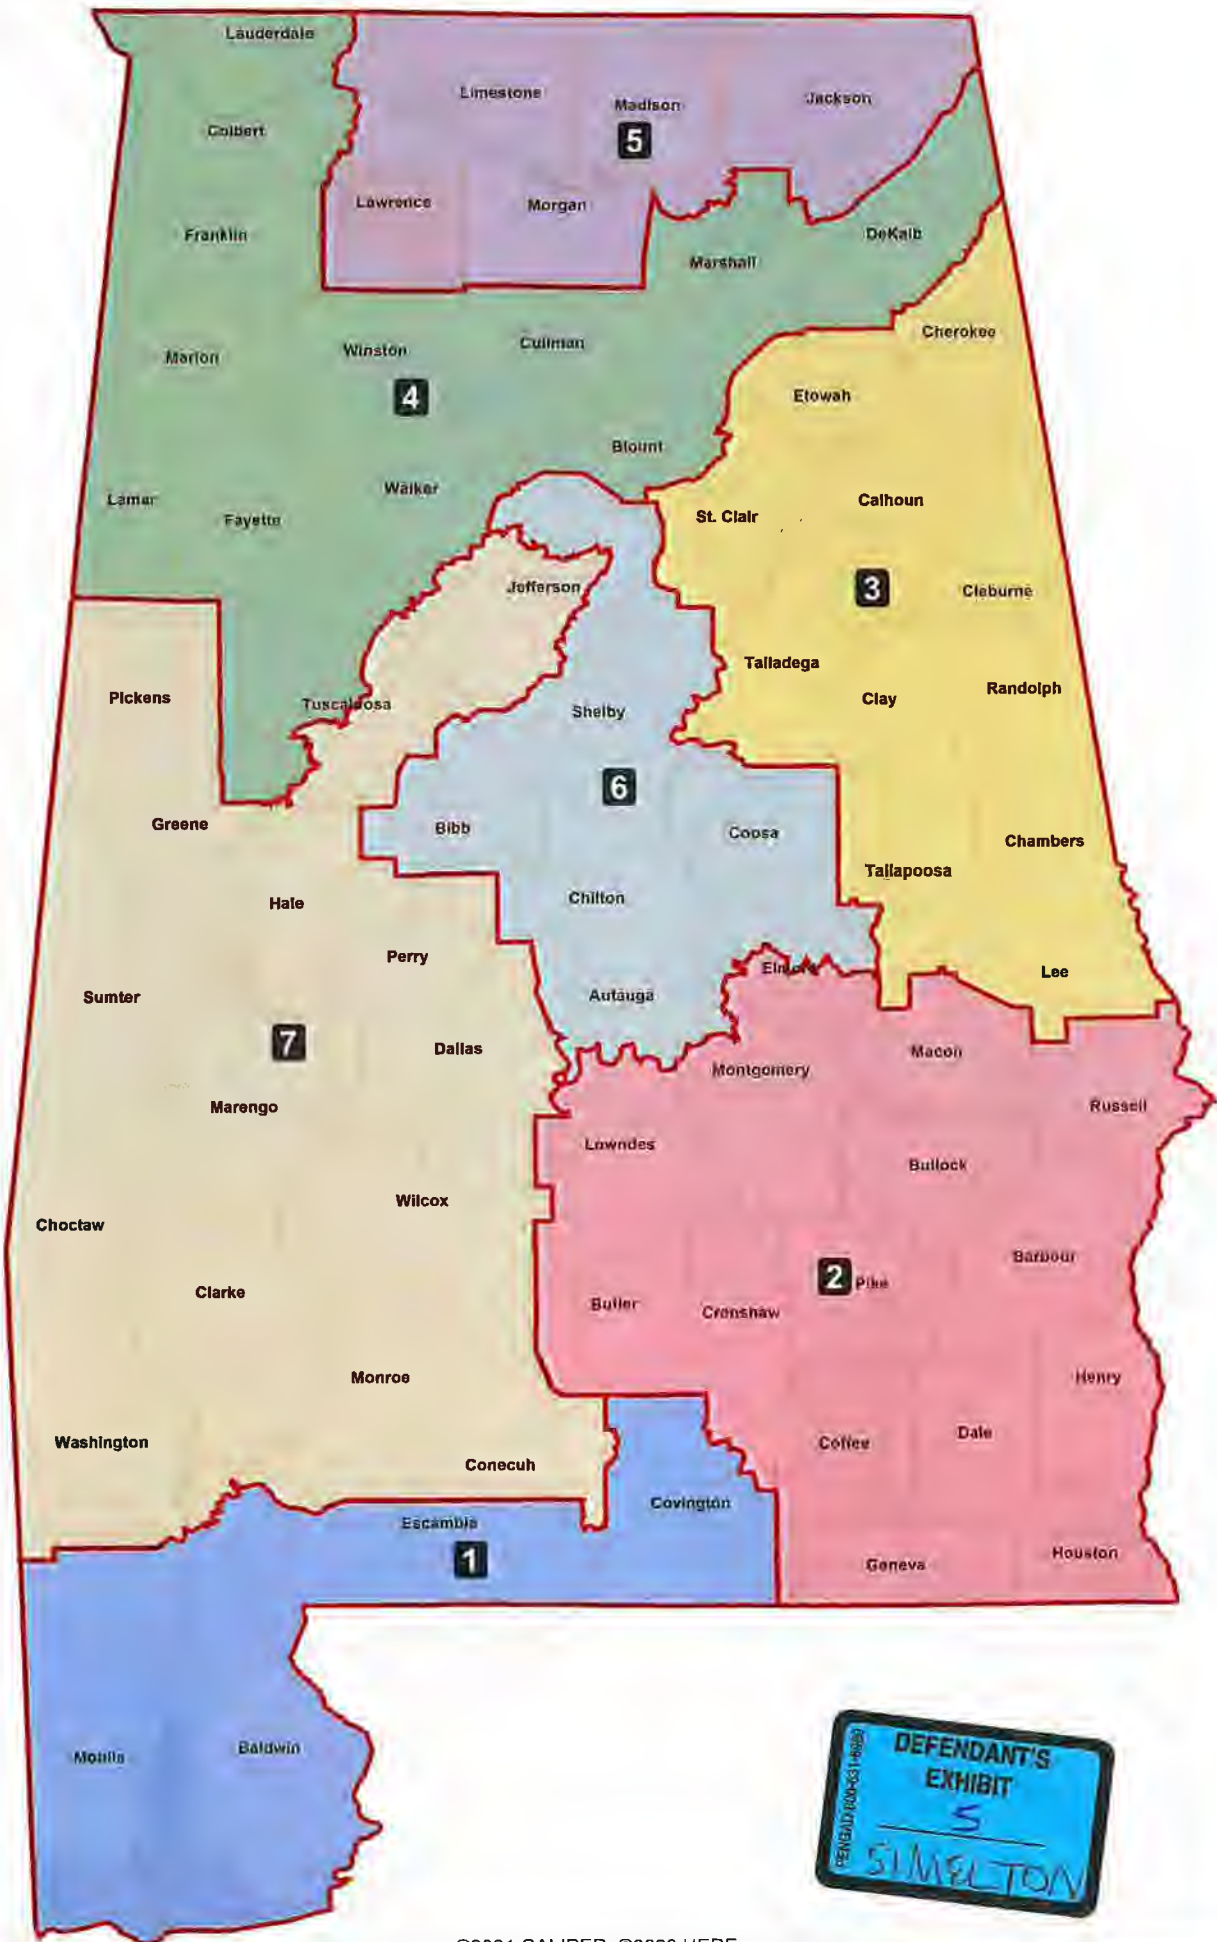 Lauderdale
Limestone
Madison
Jackson
5
Colbert
Lawrence
Morgan
Franklin
DeKalb
Marshall
Cherokee
Marion
Winston
Cullman
4
Etowah
Blount
Lamar
Walker
Fayette
St. Clair
Calhoun
Jefferson
3
Cleburne
Talladega
Pickens
Tuscaloosa
Shelby
Clay
Randolph
6
Greene
Bibb
Coosa
Chambers
Tallapoosa
Hale
Chilton
Perry
Elmore
Lee
Sumter
Autauga
7
Dallas
Montgomery
Macon
Marengo
Russell
Lowndes
Bullock
Wilcox
Choctaw
Barbour
Clarke
2
Pike
Butler
Crenshaw
Monroe
Henry
Washington
Conecuh
Coffee
Dale
Escambia
Covington
1
Geneva
Houston
Mobile
Baldwin
DEFENDANT'S
EXHIBIT
5
SIMELTON